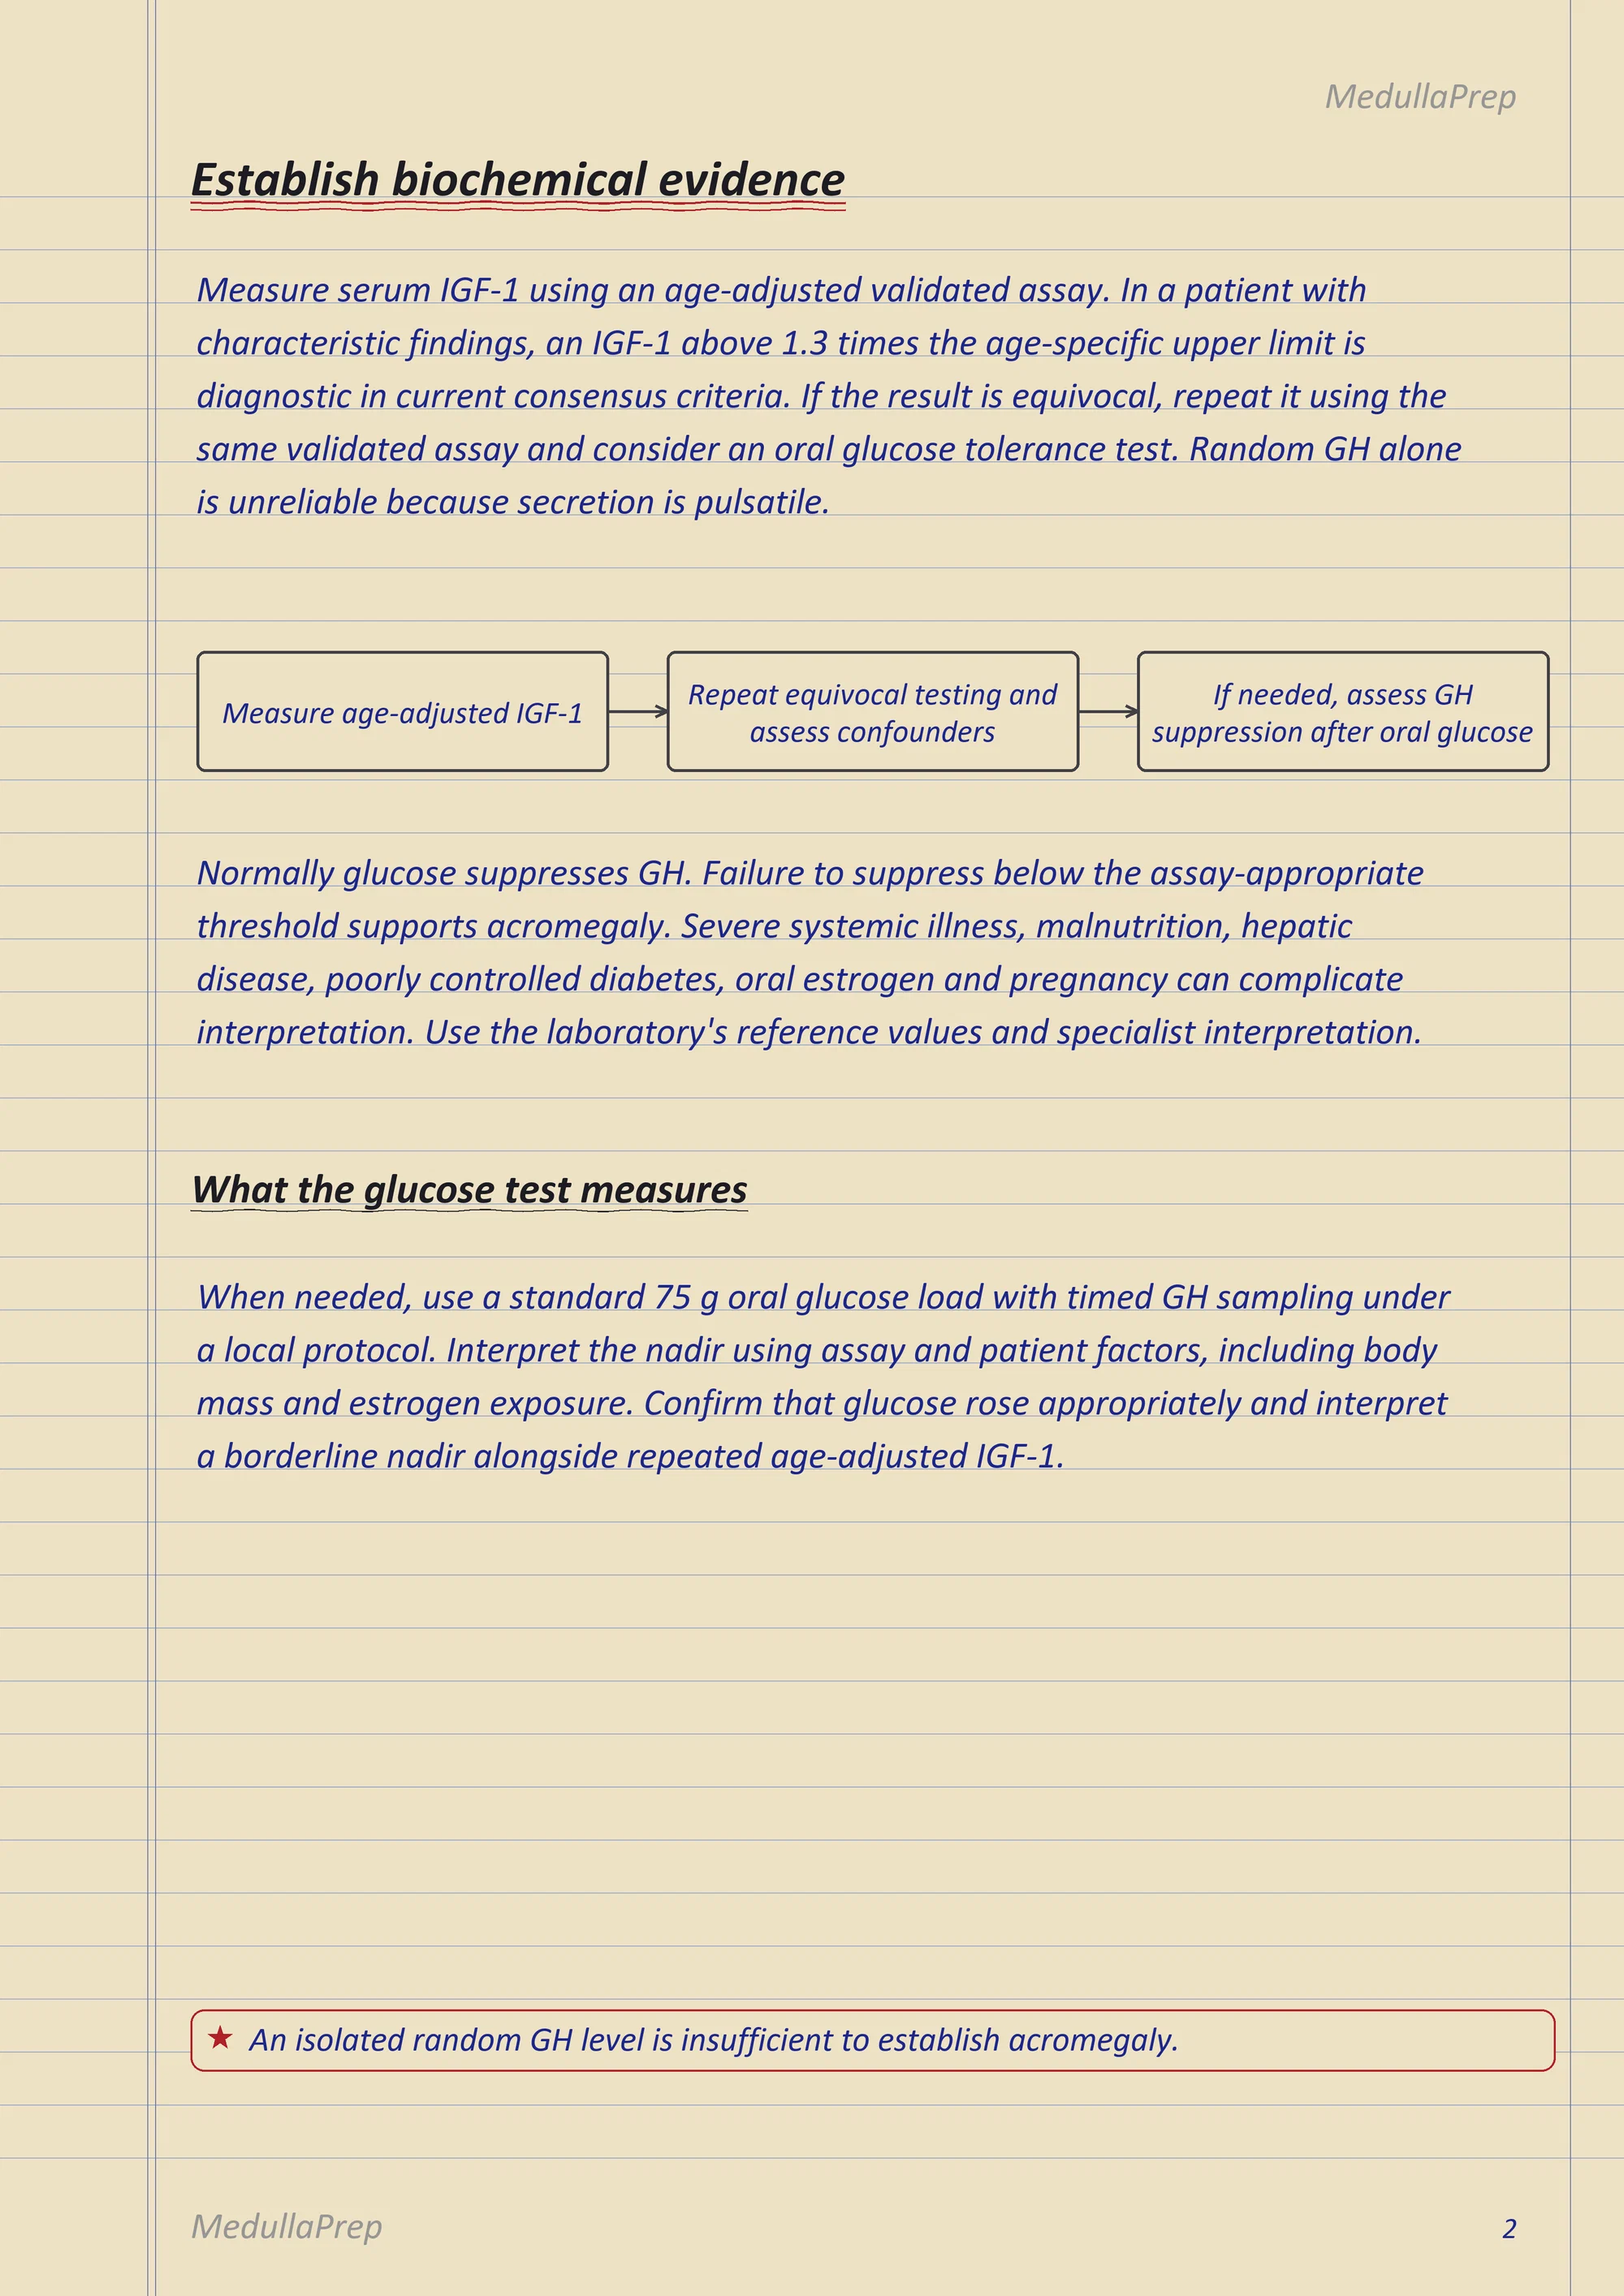 MedullaPrep
Establish biochemical evidence
Measure serum IGF-1 using an age-adjusted validated assay. In a patient with
characteristic findings, an IGF-1 above 1.3 times the age-specific upper limit is
diagnostic in current consensus criteria. If the result is equivocal, repeat it using the
same validated assay and consider an oral glucose tolerance test. Random GH alone
is unreliable because secretion is pulsatile.
Measure age-adjusted IGF-1
Repeat equivocal testing and
assess confounders
If needed, assess GH
suppression after oral glucose
Normally glucose suppresses GH. Failure to suppress below the assay-appropriate
threshold supports acromegaly. Severe systemic illness, malnutrition, hepatic
disease, poorly controlled diabetes, oral estrogen and pregnancy can complicate
interpretation. Use the laboratory's reference values and specialist interpretation.
What the glucose test measures
When needed, use a standard 75 g oral glucose load with timed GH sampling under
a local protocol. Interpret the nadir using assay and patient factors, including body
mass and estrogen exposure. Confirm that glucose rose appropriately and interpret
a borderline nadir alongside repeated age-adjusted IGF-1.
★ An isolated random GH level is insufficient to establish acromegaly.
MedullaPrep
2